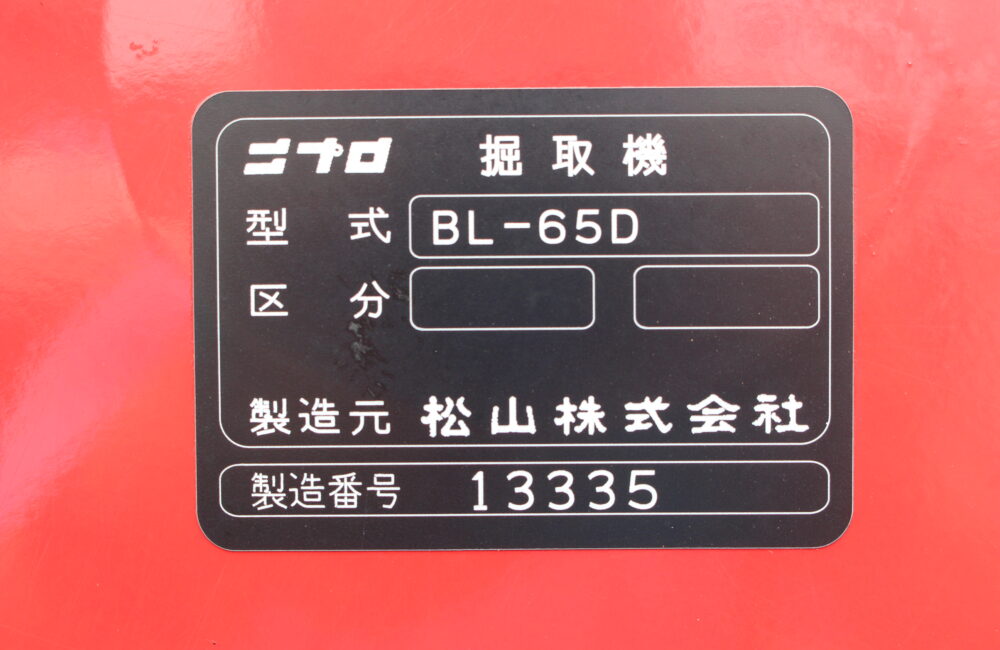 ニプロ 掘取機
型式 BL-65D
区分
製造元 松山株式会社
製造番号 13335